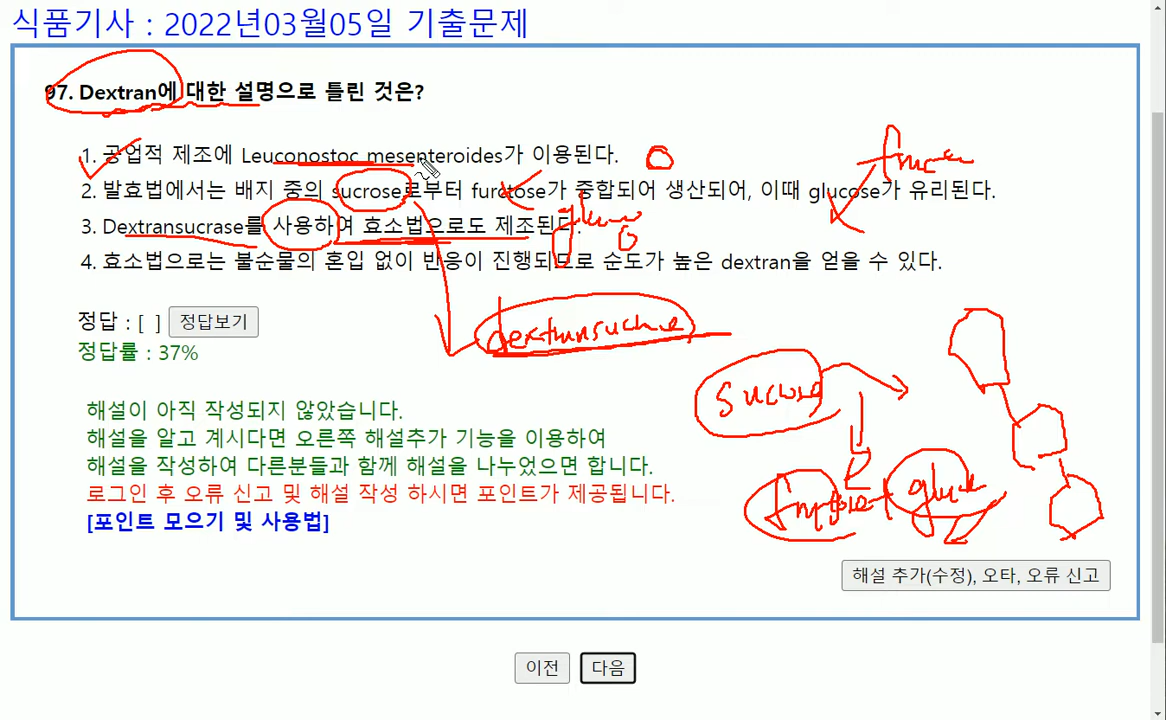 식품기사 : 2022년03월05일 기출문제
97. Dextran에 대한 설명으로 틀린 것은?
1. 공업적 제조에 Leuconostoc mesenteroides가 이용된다.
2. 발효법에서는 배지 중의 sucrose로부터 furctose가 중합되어 생산되어, 이때 glucose가 유리된다.
3. Dextransucrase를 사용하여 효소법으로도 제조된다.
4. 효소법으로는 불순물의 혼입 없이 반응이 진행되므로 순도가 높은 dextran을 얻을 수 있다.
정답 : [ ] 정답보기
정답률 : 37%
dextransucrase
sucrose
해설이 아직 작성되지 않았습니다.
해설을 알고 계시다면 오른쪽 해설추가 기능을 이용하여
해설을 작성하여 다른분들과 함께 해설을 나누었으면 합니다.
로그인 후 오류 신고 및 해설 작성 하시면 포인트가 제공됩니다.
[포인트 모으기 및 사용법]
해설 추가(수정), 오타, 오류 신고
이전 다음